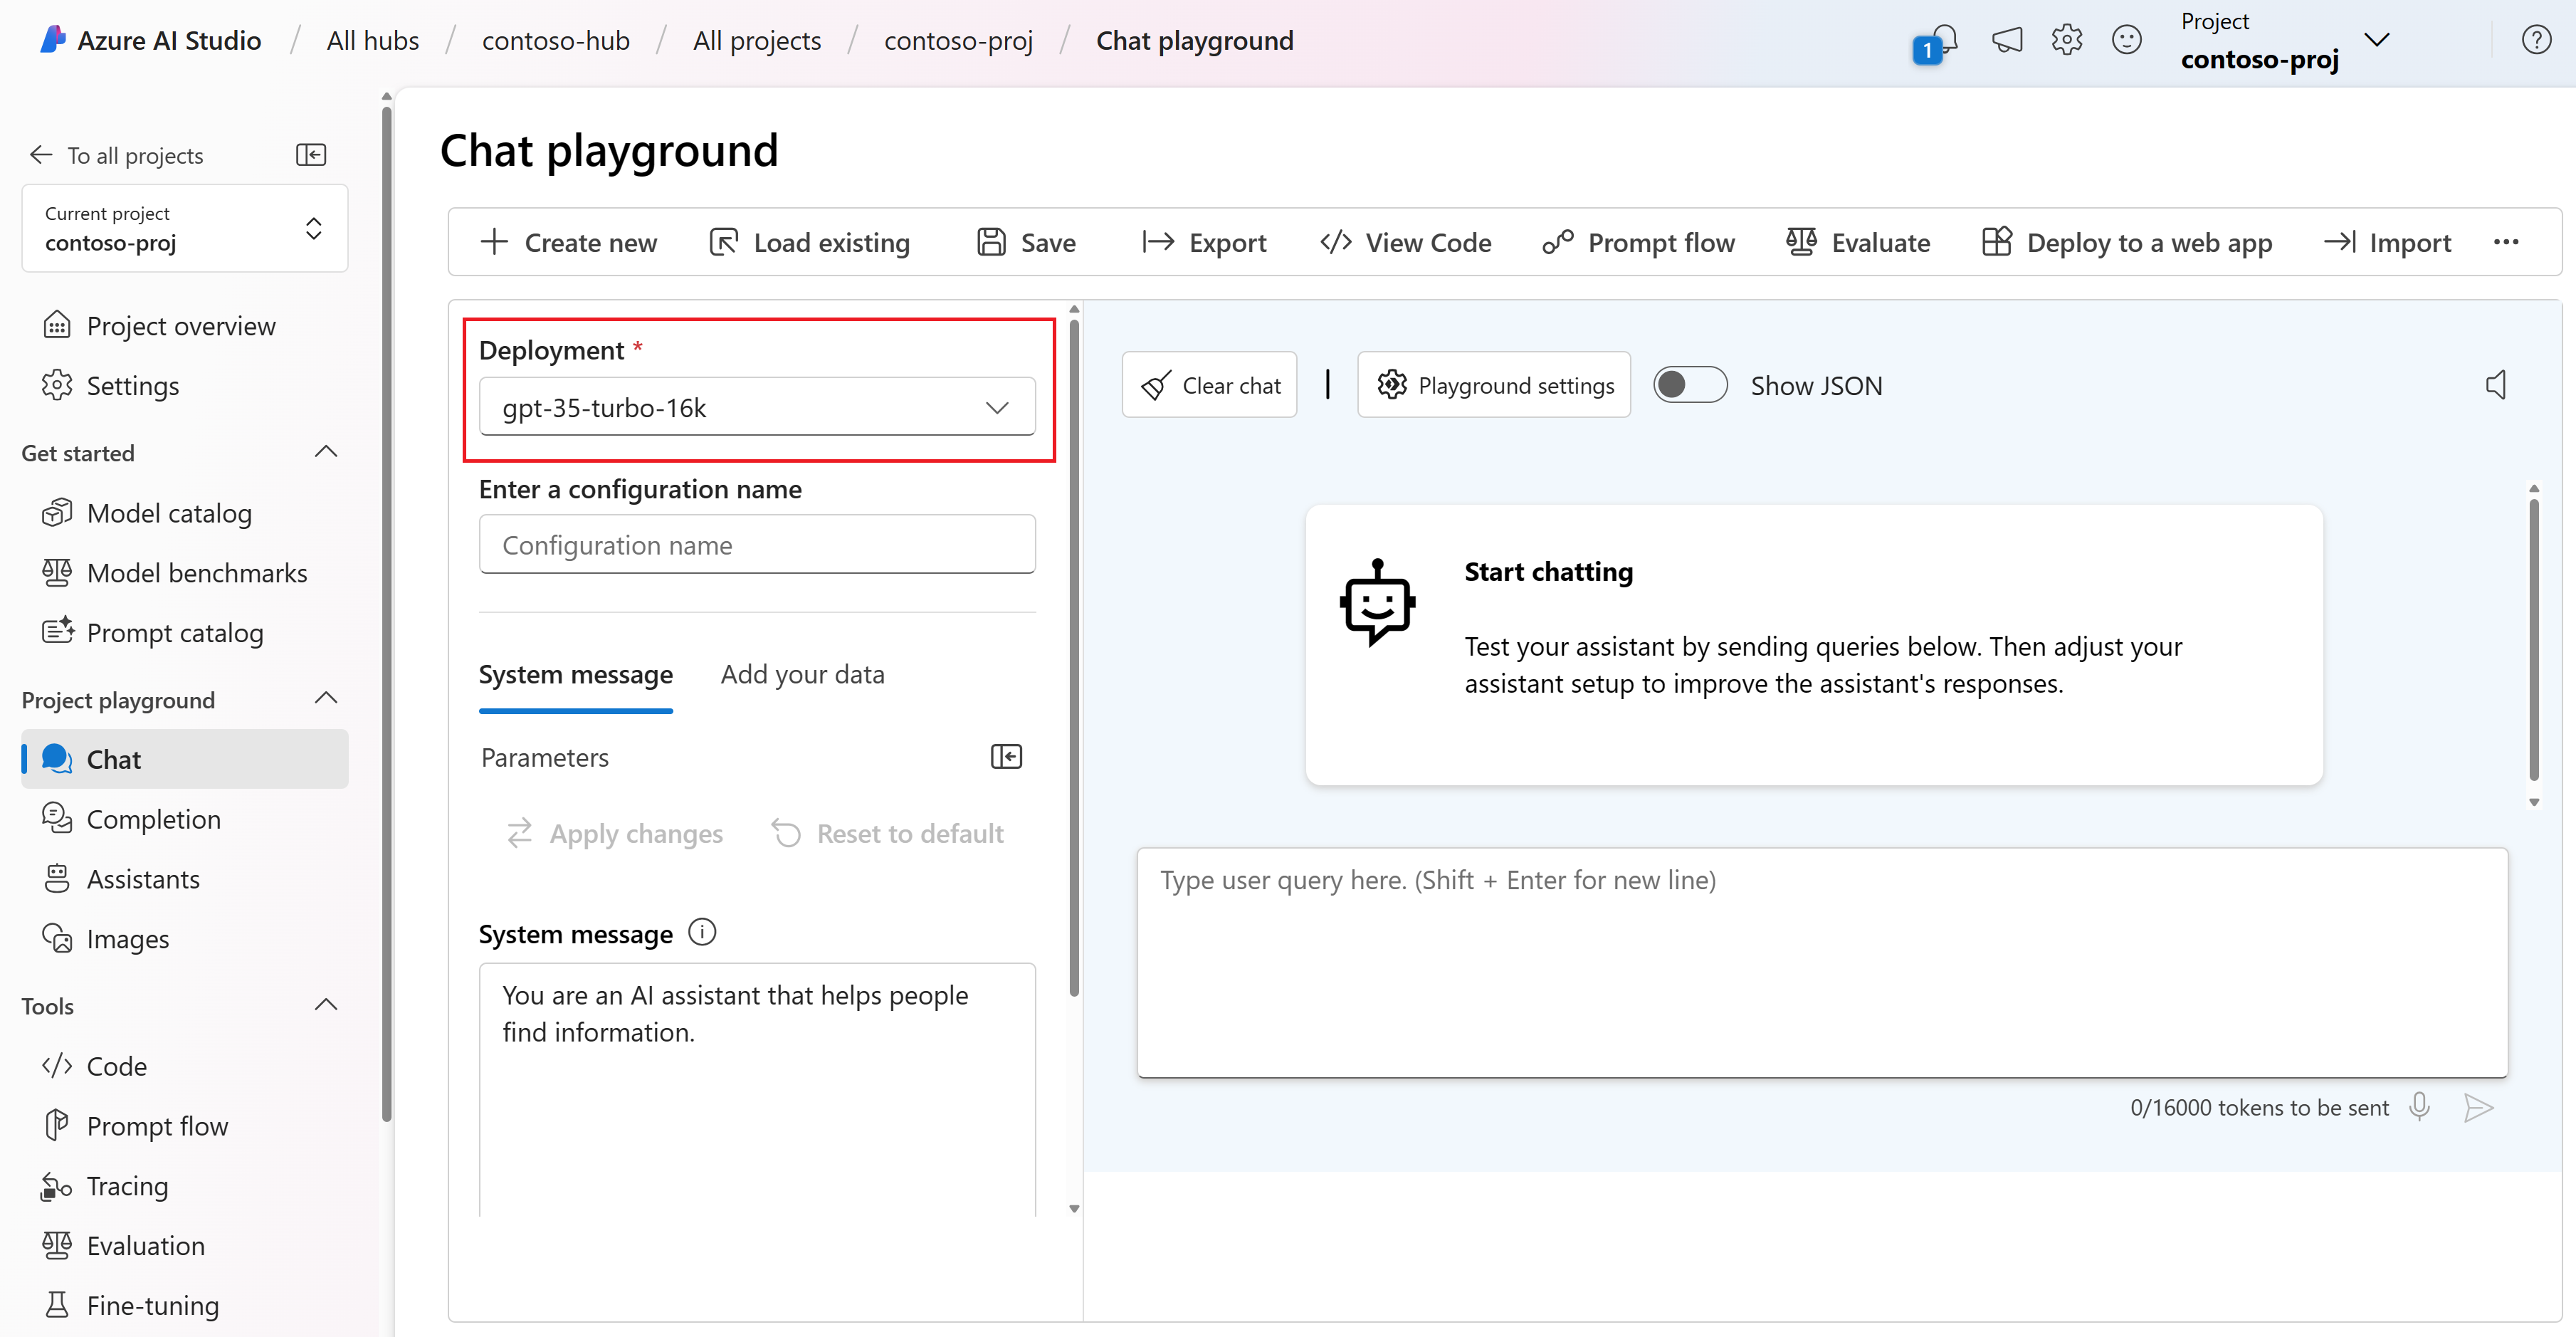 Azure AI Studio / All hubs / contoso-hub / All projects / contoso-proj / Chat playground
1
Project
contoso-proj
To all projects
Current project
contoso-proj
Project overview
Settings
Get started
Model catalog
Model benchmarks
Prompt catalog
Project playground
Chat
Completion
Assistants
Images
Tools
Code
Prompt flow
Tracing
Evaluation
Fine-tuning
Chat playground
Create new Load existing Save Export View Code Prompt flow Evaluate Deploy to a web app Import
Deployment *
gpt-35-turbo-16k
Enter a configuration name
Configuration name
System message Add your data
Parameters
Apply changes Reset to default
System message
You are an AI assistant that helps people
find information.
Clear chat | Playground settings Show JSON
Start chatting
Test your assistant by sending queries below. Then adjust your
assistant setup to improve the assistant's responses.
Type user query here. (Shift + Enter for new line)
0/16000 tokens to be sent